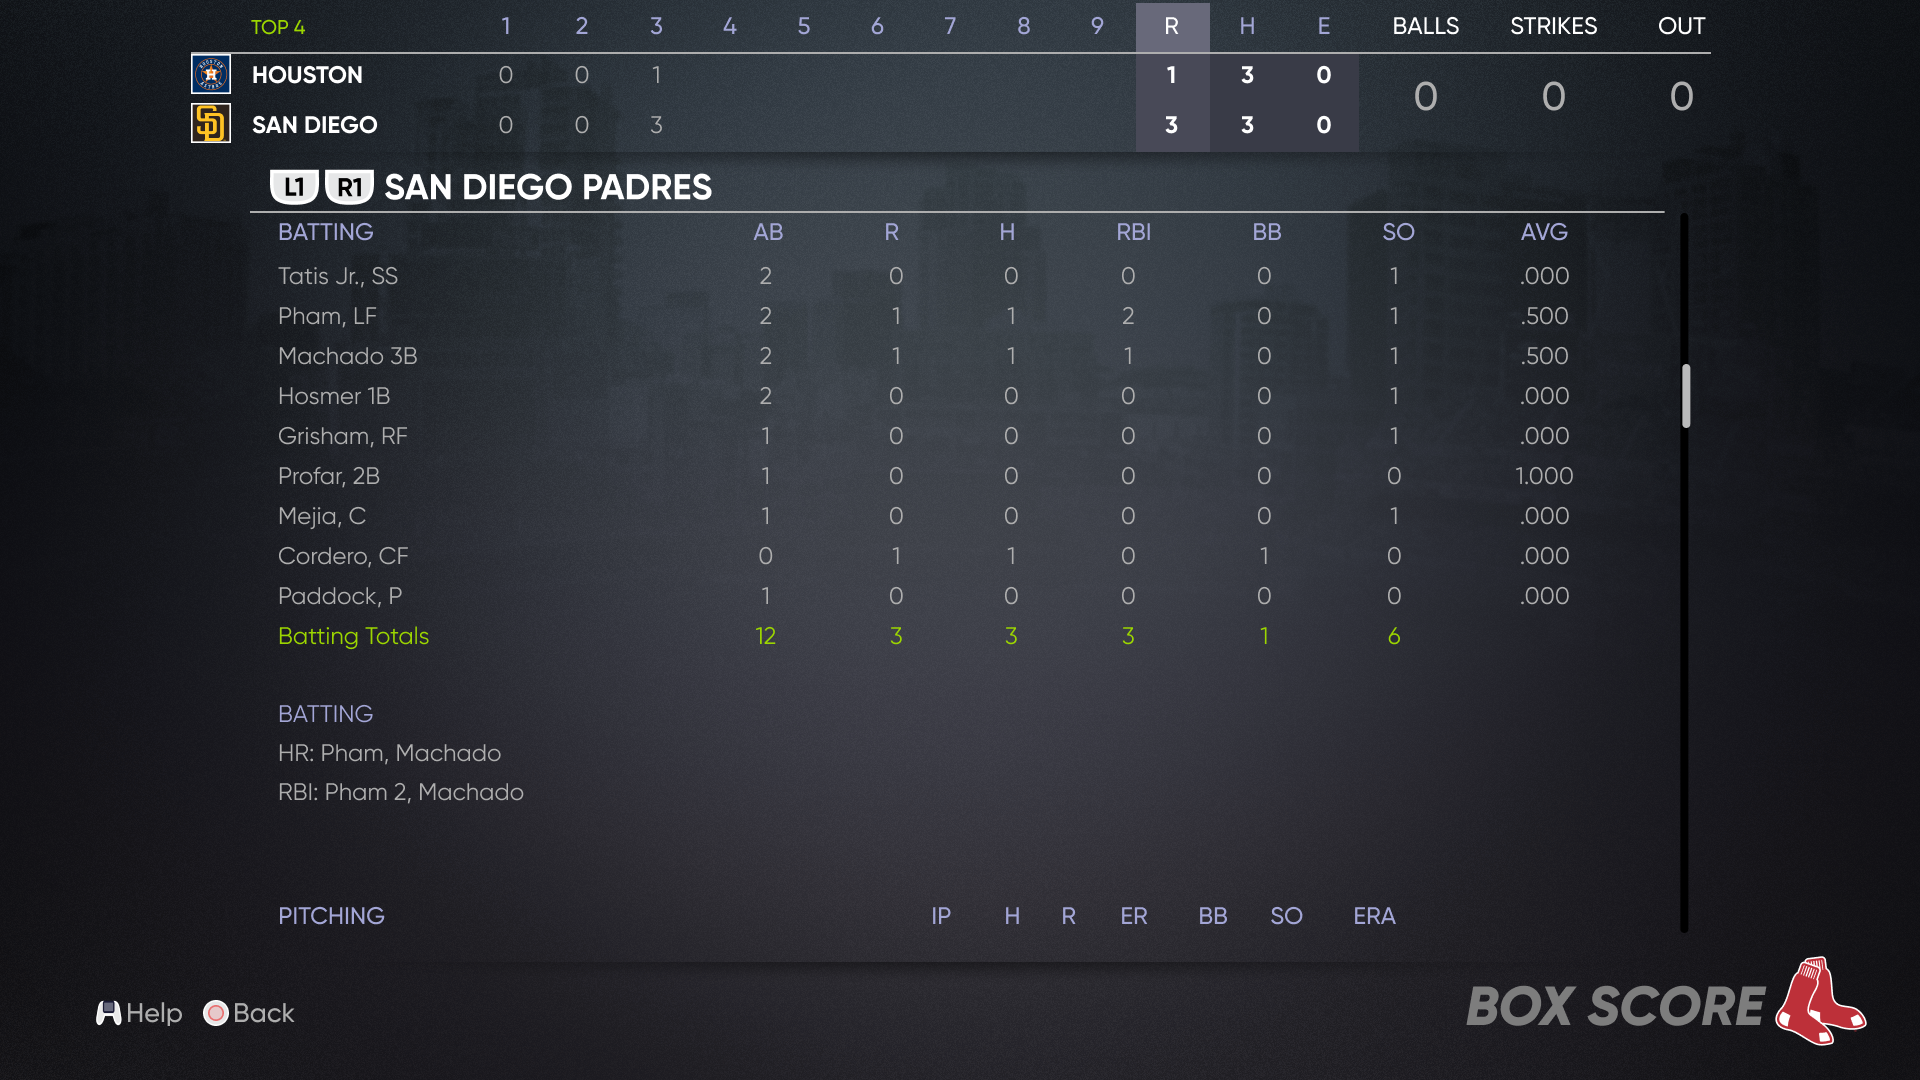 TOP 4 1 2 3 4 5 6 7 8 9 R H E BALLS STRIKES OUT
HOUSTON 0 0 1 1 3 0
0 0 0
SAN DIEGO 0 0 3 3 3 0
L1 R1 SAN DIEGO PADRES
BATTING AB R H RBI BB SO AVG
Tatis Jr., SS 2 0 0 0 0 1 .000
Pham, LF 2 1 1 2 0 1 .500
Machado 3B 2 1 1 1 0 1 .500
Hosmer 1B 2 0 0 0 0 1 .000
Grisham, RF 1 0 0 0 0 1 .000
Profar, 2B 1 0 0 0 0 0 1.000
Mejia, C 1 0 0 0 0 1 .000
Cordero, CF 0 1 1 0 1 0 .000
Paddock, P 1 0 0 0 0 0 .000
Batting Totals 12 3 3 3 1 6
BATTING
HR: Pham, Machado
RBI: Pham 2, Machado
PITCHING IP H R ER BB SO ERA
Help Back
BOX SCORE